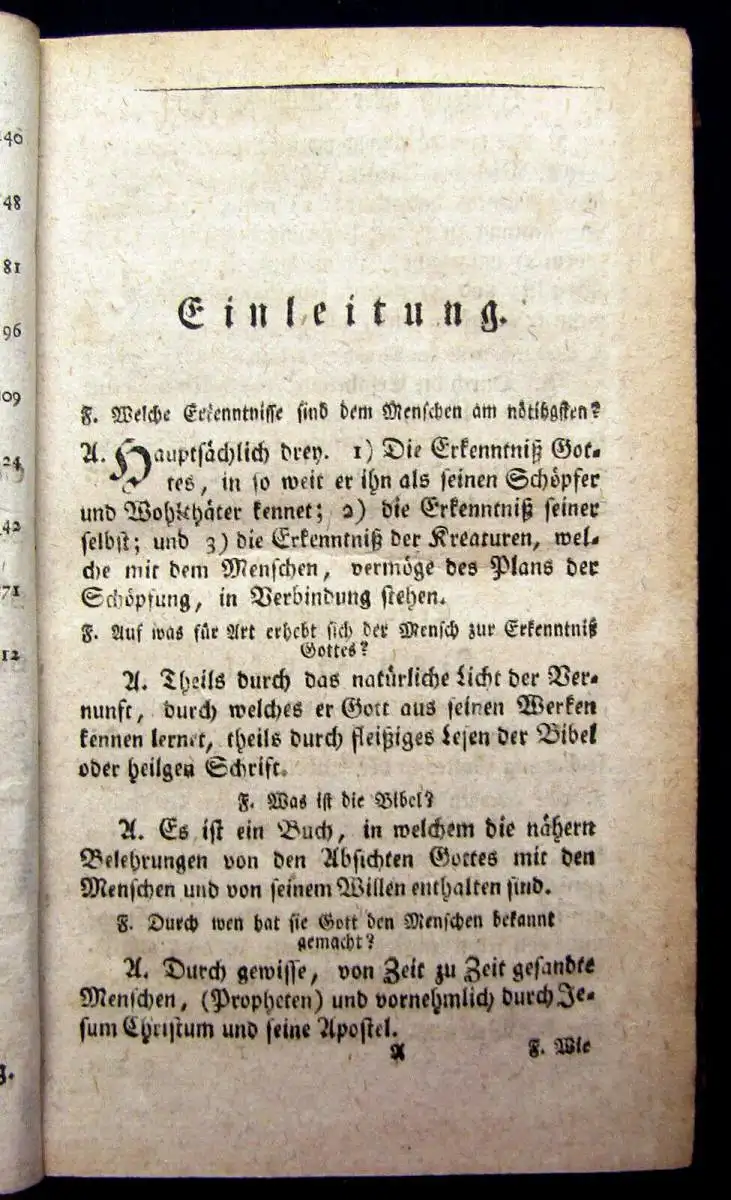 140
48
81
96
109
24
42
71
12
g.
Einleitung.
F. Welche Erkenntnisse sind dem Menschen am nöthigsten?
A. Hauptsächlich drey. 1) Die Erkenntniß Got-
tes, in so weit er ihn als seinen Schöpfer
und Wohlthäter kennet; 2) die Erkenntniß seiner
selbst; und 3) die Erkenntniß der Kreaturen, wel-
che mit dem Menschen, vermöge des Plans der
Schöpfung, in Verbindung stehen.
F. Auf was für Art erhebt sich der Mensch zur Erkenntniß
Gottes?
A. Theils durch das natürliche Licht der Ver-
nunft, durch welches er Gott aus seinen Werken
kennen lernet, theils durch fleißiges Lesen der Bibel
oder heilgen Schrift.
F. Was ist die Bibel?
A. Es ist ein Buch, in welchem die nähern
Belehrungen von den Absichten Gottes mit den
Menschen und von seinem Willen enthalten sind.
F. Durch wen hat sie Gott den Menschen bekannt
gemacht?
A. Durch gewisse, von Zeit zu Zeit gesandte
Menschen, (Propheten) und vornehmlich durch Je-
sum Christum und seine Apostel.
A F. Wie